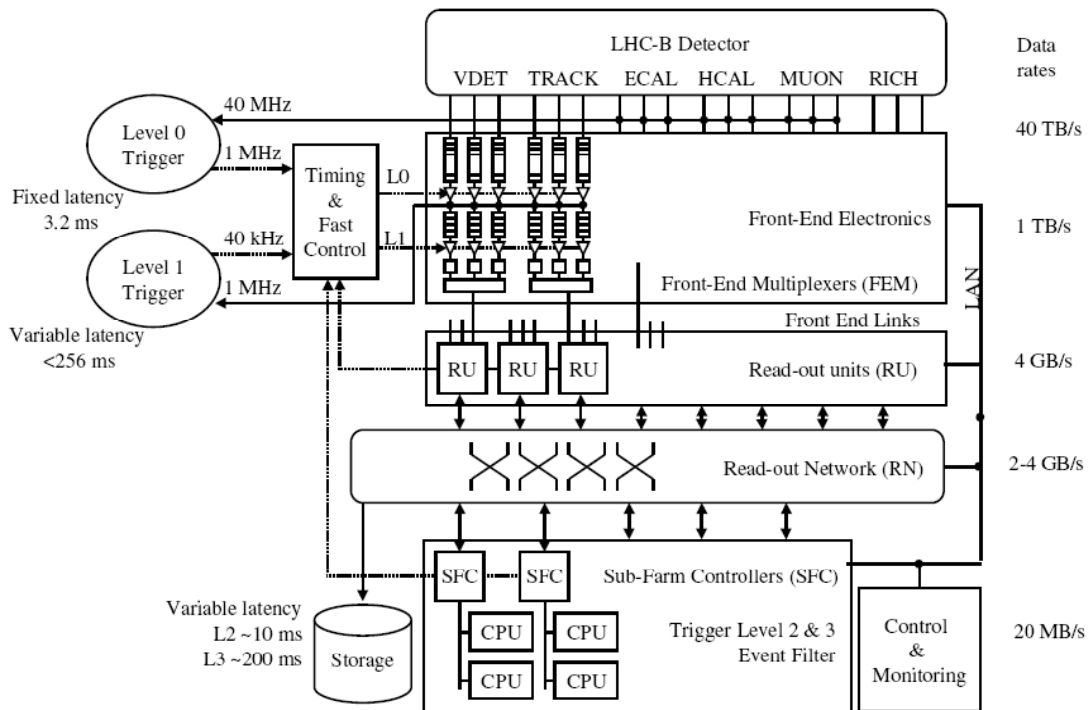 LHC-B Detector
Data
rates
VDET TRACK ECAL HCAL MUON RICH
40 MHz
40 TB/s
Level 0
Trigger
1 MHz
Timing
&
Fast
Control
L0
Fixed latency
3.2 ms
Front-End Electronics
1 TB/s
40 kHz
L1
Level 1
Trigger
1 MHz
Front-End Multiplexers (FEM)
LAN
Front End Links
Variable latency
<256 ms
RU
RU
RU
Read-out units (RU)
4 GB/s
Read-out Network (RN)
2-4 GB/s
SFC
SFC
Sub-Farm Controllers (SFC)
Variable latency
L2 ~10 ms
L3 ~200 ms
Storage
CPU
CPU
CPU
CPU
Trigger Level 2 & 3
Event Filter
Control
&
Monitoring
20 MB/s